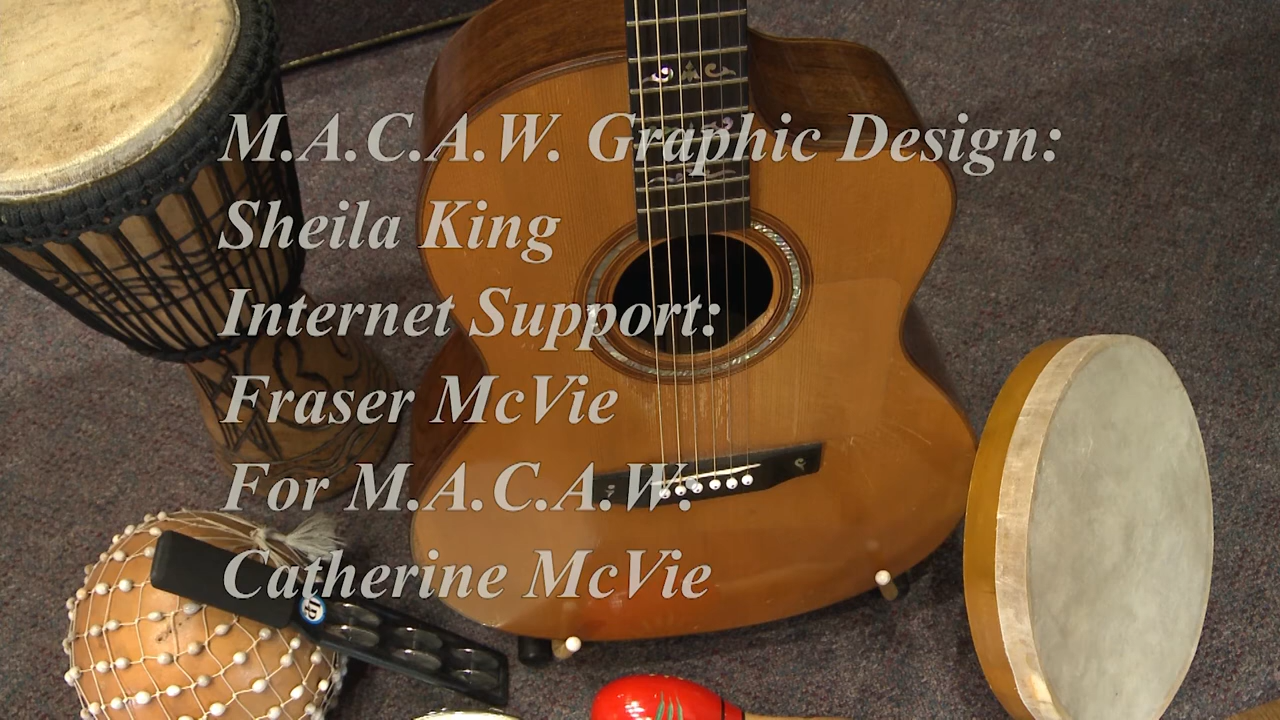 M.A.C.A.W. Graphic Design:
Sheila King
Internet Support:
Fraser McVie
For M.A.C.A.W:
Catherine McVie